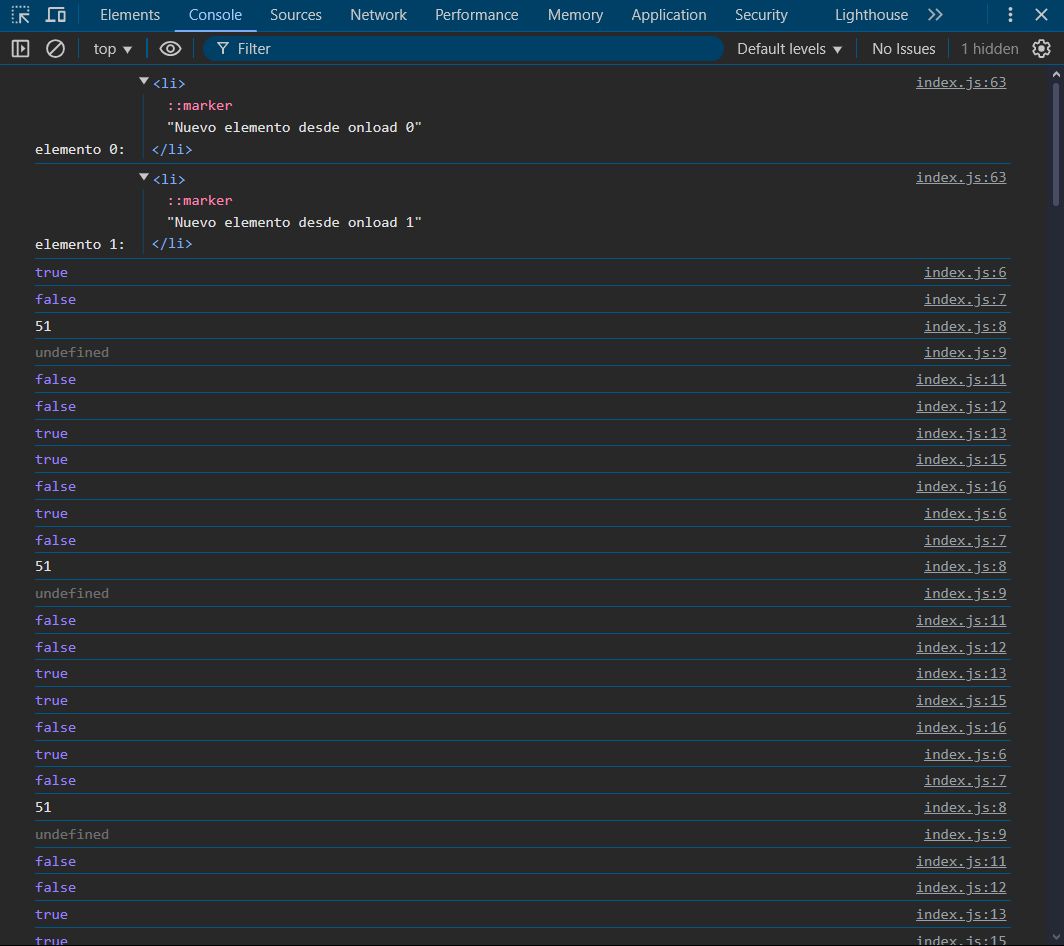 Elements Console Sources Network Performance Memory Application Security Lighthouse
top Filter Default levels No Issues 1 hidden
<li> index.js:63
::marker
"Nuevo elemento desde onload 0"
elemento 0: </li>
<li> index.js:63
::marker
"Nuevo elemento desde onload 1"
elemento 1: </li>
true index.js:6
false index.js:7
51 index.js:8
undefined index.js:9
false index.js:11
false index.js:12
true index.js:13
true index.js:15
false index.js:16
true index.js:6
false index.js:7
51 index.js:8
undefined index.js:9
false index.js:11
false index.js:12
true index.js:13
true index.js:15
false index.js:16
true index.js:6
false index.js:7
51 index.js:8
undefined index.js:9
false index.js:11
false index.js:12
true index.js:13
true index.js:15